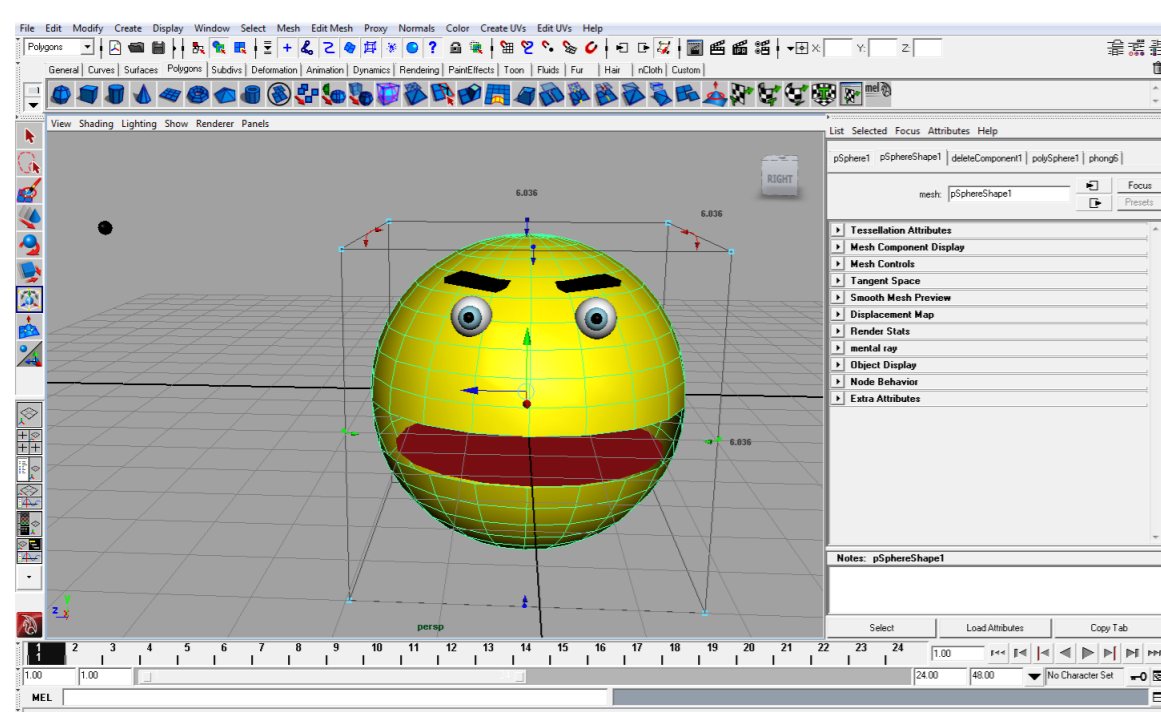 File Edit Modify Create Display Window Select Mesh Edit Mesh Proxy Normals Color Create UVs Edit UVs Help
Polygons X: Y: Z:
General Curves Surfaces Polygons Subdivs Deformation Animation Dynamics Rendering PaintEffects Toon Fluids Fur Hair nCloth Custom
mel
View Shading Lighting Show Renderer Panels
List Selected Focus Attributes Help
pSphere1 pSphereShape1 deleteComponent1 polySphere1 phong6
mesh: pSphereShape1 Focus
Presets
RIGHT
6.036
6.036
6.036
Tessellation Attributes
Mesh Component Display
Mesh Controls
Tangent Space
Smooth Mesh Preview
Displacement Map
Render Stats
mental ray
Object Display
Node Behavior
Extra Attributes
Notes: pSphereShape1
z x
persp
Select Load Attributes Copy Tab
1 2 3 4 5 6 7 8 9 10 11 12 13 14 15 16 17 18 19 20 21 22 23 24 1.00
1
1.00 1.00 24 24.00 48.00 No Character Set
MEL